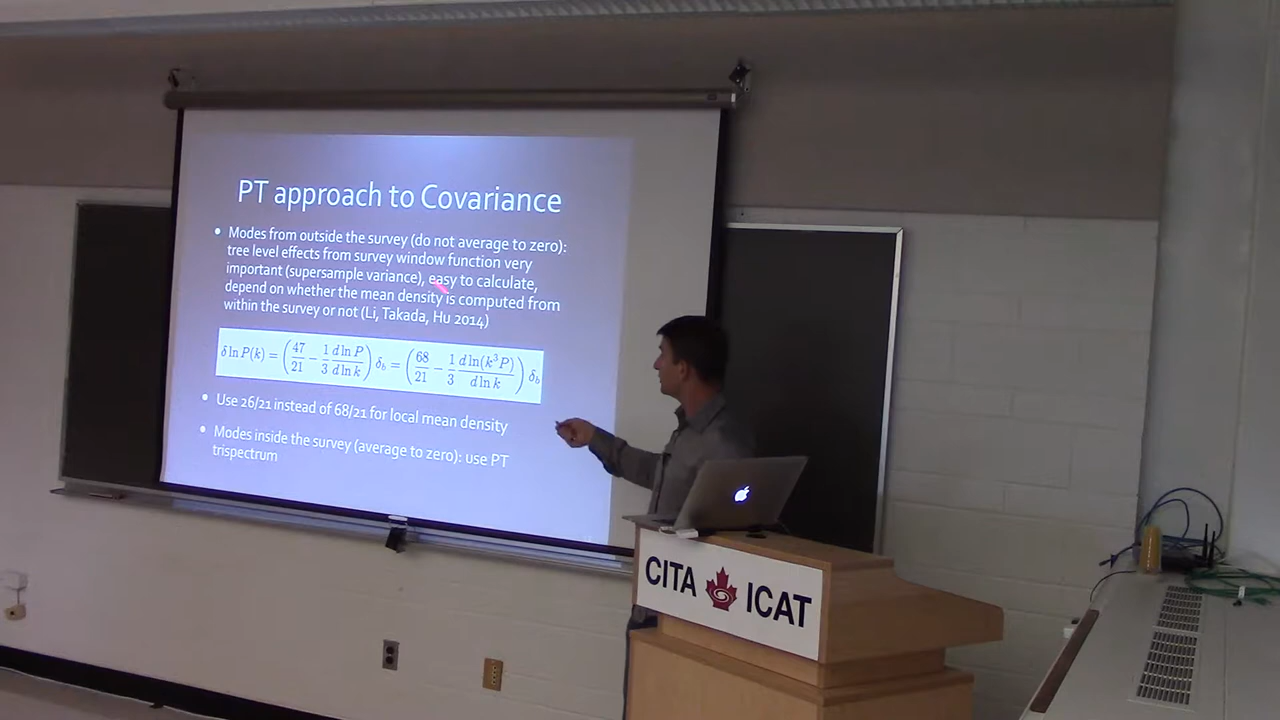 PT approach to Covariance
• Modes from outside the survey (do not average to zero):
tree level effects from survey window function very
important (supersample variance), easy to calculate,
depend on whether the mean density is computed from
within the survey or not (Li, Takada, Hu 2014)
δ ln P(k) = (47/21 − 1/3 d ln P/d ln k) δ_b = (68/21 − 1/3 d ln(k³P)/d ln k) δ_b
• Use 26/21 instead of 68/21 for local mean density
• Modes inside the survey (average to zero): use PT
trispectrum
CITA ICAT